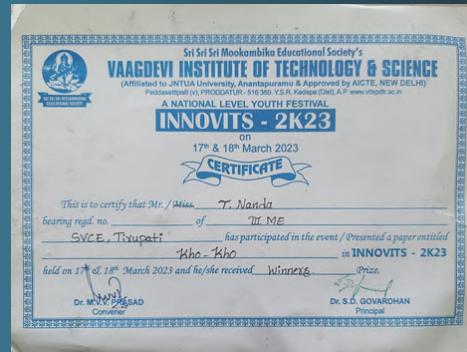 Sri Sri Sri Mookambika Educational Society's
VAAGDEVI INSTITUTE OF TECHNOLOGY & SCIENCE
(Affiliated to JNTUA University, Anantapuramu & Approved by AICTE, NEW DELHI)
Peddasettipalli (v), PRODDATUR - 516 360. Y.S.R. Kadapa (Dist), A.P. www.vitspdtr.ac.in
A NATIONAL LEVEL YOUTH FESTIVAL
INNOVITS - 2K23
on
17th & 18th March 2023
CERTIFICATE
This is to certify that Mr. / Miss. T. Nanda
bearing regd. no. of III ME
SVCE, Tirupati has participated in the event / Presented a paper entitled
Kho-Kho in INNOVITS - 2K23
held on 17th & 18th March 2023 and he/she received Winners Prize.
Dr. M.V.V. PRASAD
Convener
Dr. S.D. GOVARDHAN
Principal